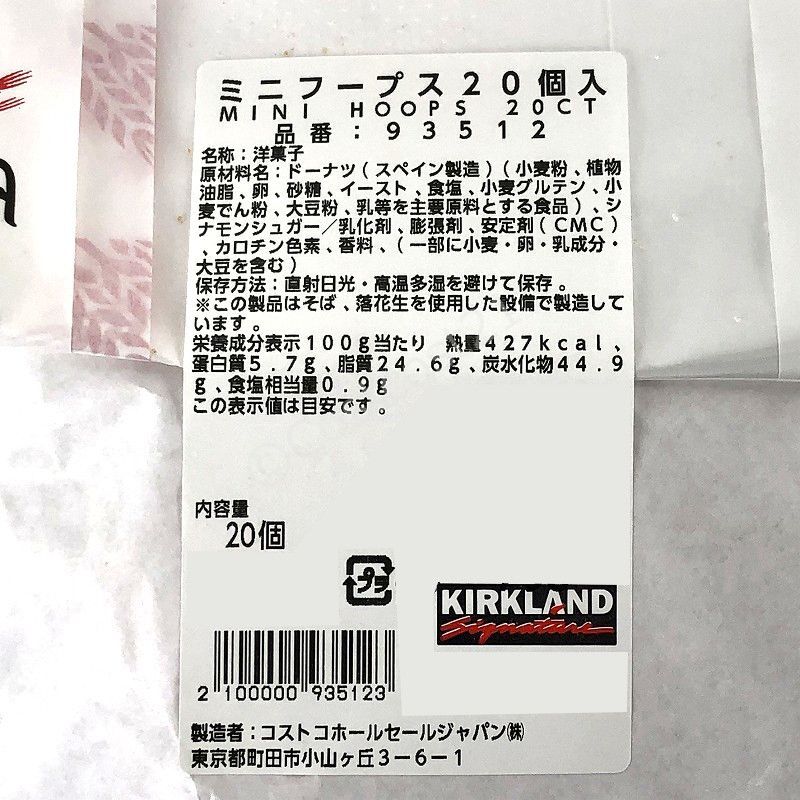 ミニフープス20個入
MINI HOOPS 20CT
品番:93512
名称:洋菓子
原材料名:ドーナツ(スペイン製造)(小麦粉、植物
油脂、卵、砂糖、イースト、食塩、小麦グルテン、小
麦でん粉、大豆粉、乳等を主要原料とする食品)、シ
ナモンシュガー/乳化剤、膨張剤、安定剤(CMC)
、カロチン色素、香料、(一部に小麦・卵・乳成分・
大豆を含む)
保存方法:直射日光・高温多湿を避けて保存。
※この製品はそば、落花生を使用した設備で製造して
います。
栄養成分表示100g当たり 熱量427kcal、
蛋白質5.7g、脂質24.6g、炭水化物44.9
g、食塩相当量0.9g
この表示値は目安です。
内容量
20個
プラ
KIRKLAND
Signature
2 100000 935123
製造者:コストコホールセールジャパン㈱
東京都町田市小山ヶ丘3-6-1